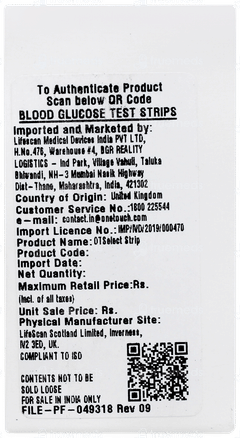 To Authenticate Product
Scan below QR Code
BLOOD GLUCOSE TEST STRIPS
Imported and Marketed by:
Lifescan Medical Devices India PVT LTD,
H.No.476, Warehouse #4, BGR REALITY
LOGISTICS - Ind Park, Village Vahuli, Taluka
Bhiwandi, NH-3 Mumbai Nasik Highway
Dist-Thane, Maharashtra, India, 421302
Country of Origin: United Kingdom
Customer Service No.:1800 225544
e-mail: contact.in@onetouch.com
Import Licence No.: IMP/IVD/2019/000470
Product Name: OTSelect Strip
Product Code:
Import Date:
Net Quantity:
Maximum Retail Price:Rs.
(Incl. of all taxes)
Unit Sale Price: Rs.
Physical Manufacturer Site:
LifeScan Scotland Limited, Inverness,
IV2 3ED, UK.
COMPLIANT TO ISO
CONTENTS NOT TO BE
SOLD LOOSE
FOR SALE IN INDIA ONLY
FILE-PF-049318 Rev 09